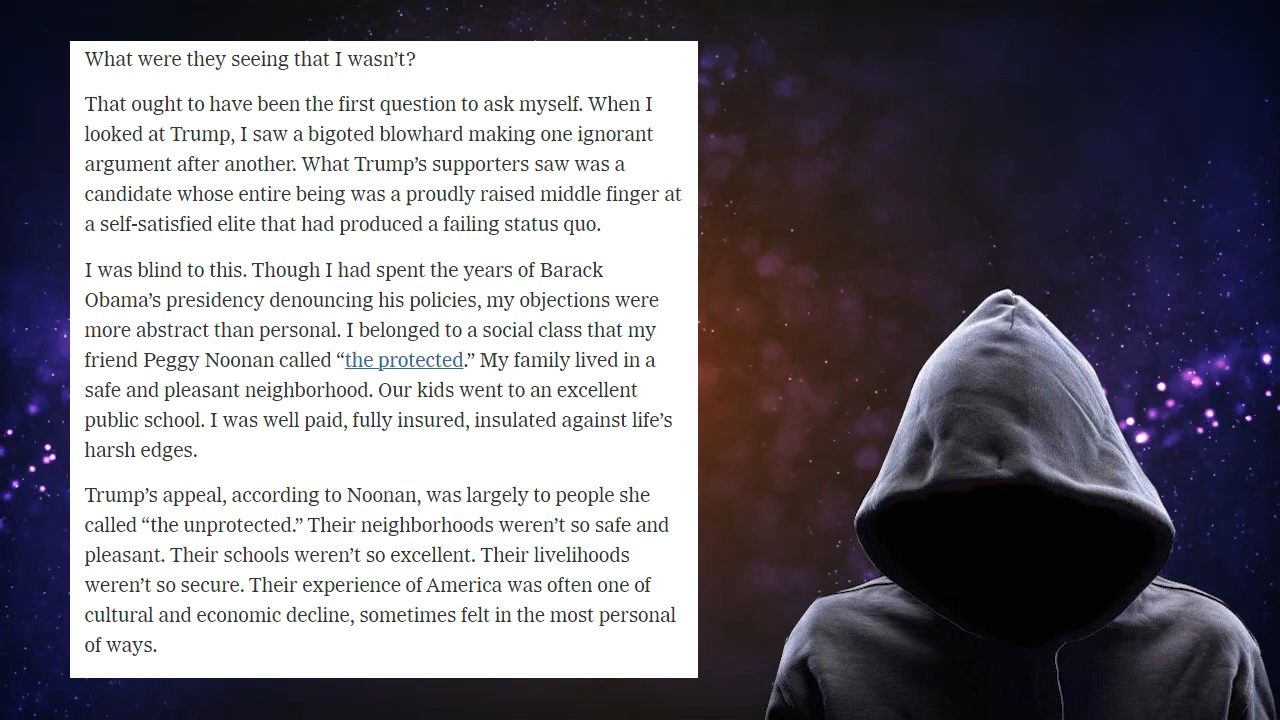 What were they seeing that I wasn’t?
That ought to have been the first question to ask myself. When I
looked at Trump, I saw a bigoted blowhard making one ignorant
argument after another. What Trump’s supporters saw was a
candidate whose entire being was a proudly raised middle finger at
a self-satisfied elite that had produced a failing status quo.
I was blind to this. Though I had spent the years of Barack
Obama’s presidency denouncing his policies, my objections were
more abstract than personal. I belonged to a social class that my
friend Peggy Noonan called “the protected.” My family lived in a
safe and pleasant neighborhood. Our kids went to an excellent
public school. I was well paid, fully insured, insulated against life’s
harsh edges.
Trump’s appeal, according to Noonan, was largely to people she
called “the unprotected.” Their neighborhoods weren’t so safe and
pleasant. Their schools weren’t so excellent. Their livelihoods
weren’t so secure. Their experience of America was often one of
cultural and economic decline, sometimes felt in the most personal
of ways.